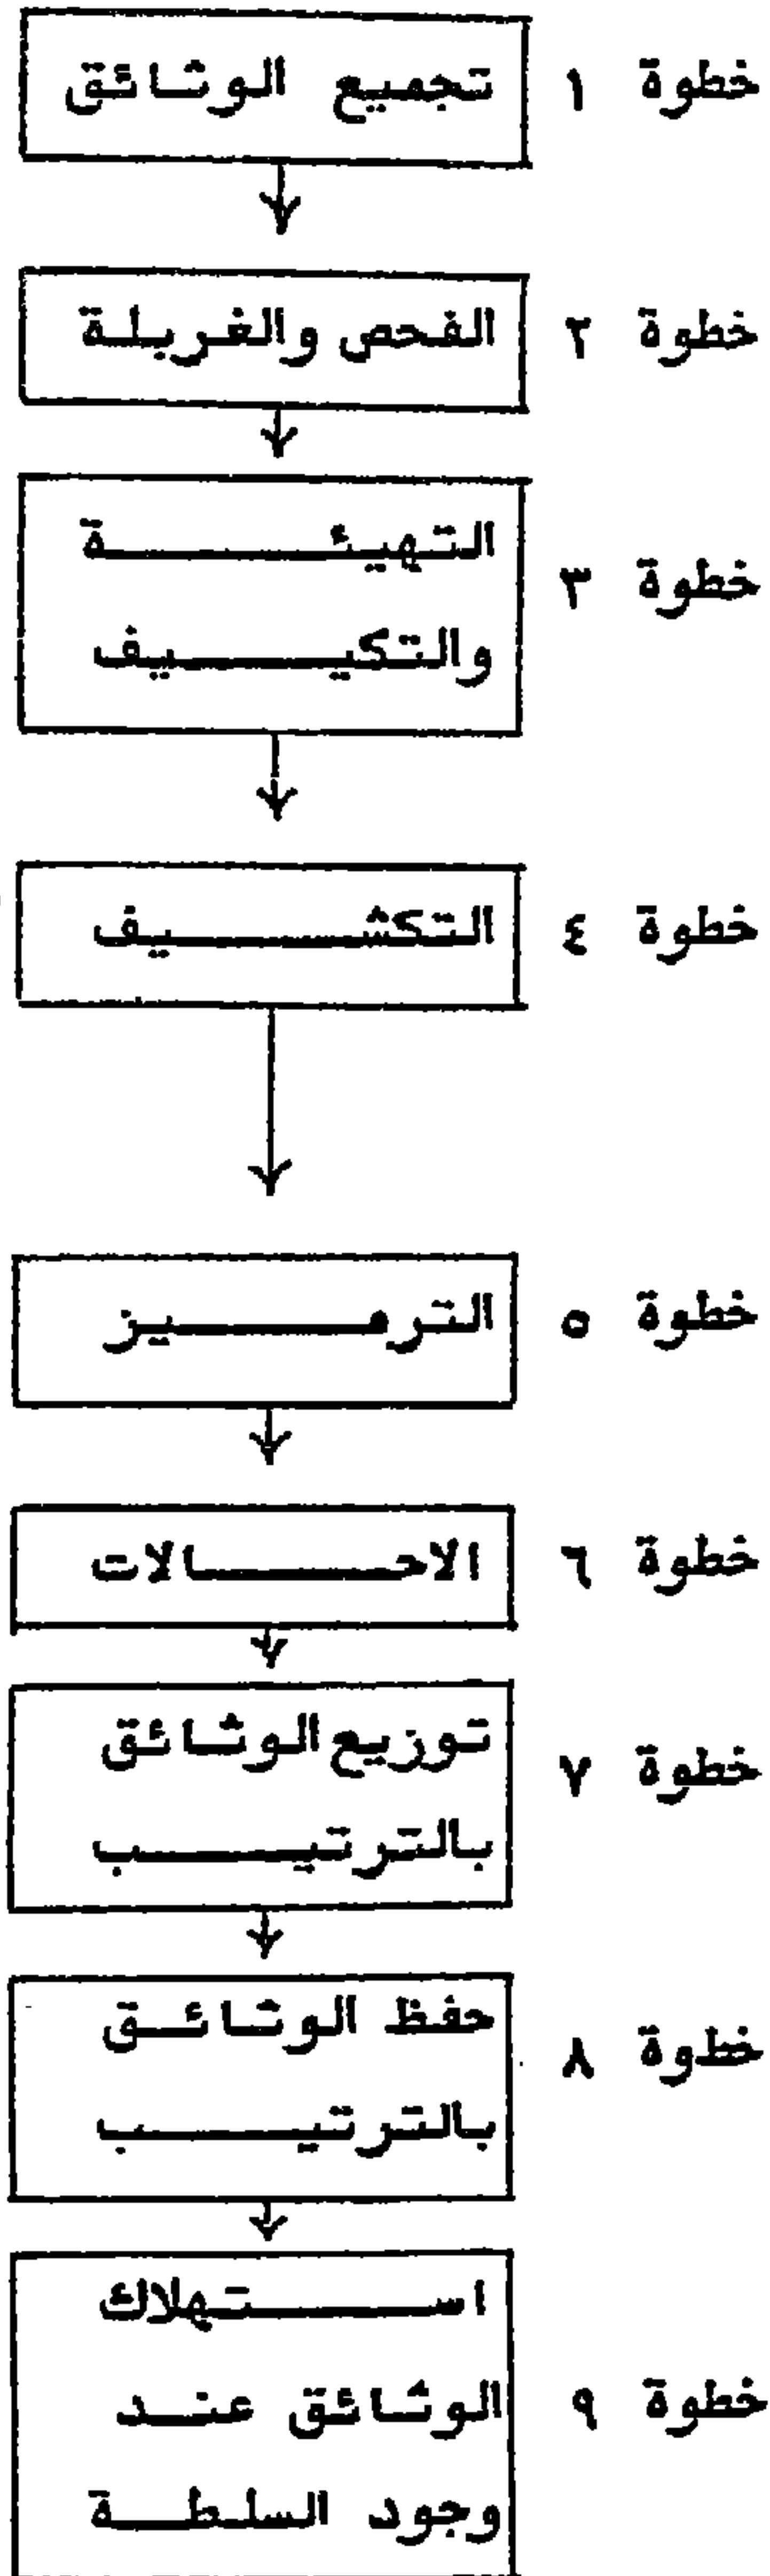 خطوة ١ تجميع الوثائق
خطوة ٢ الفحص والغربلة
خطوة ٣ التهيئة
والتكييف
خطوة ٤ التكشيف
خطوة ٥ الترميز
خطوة ٦ الاحالات
خطوة ٧ توزيع الوثائق
بالترتيب
خطوة ٨ حفظ الوثائق
بالترتيب
خطوة ٩ استهلاك
الوثائق عند
وجود السلطة